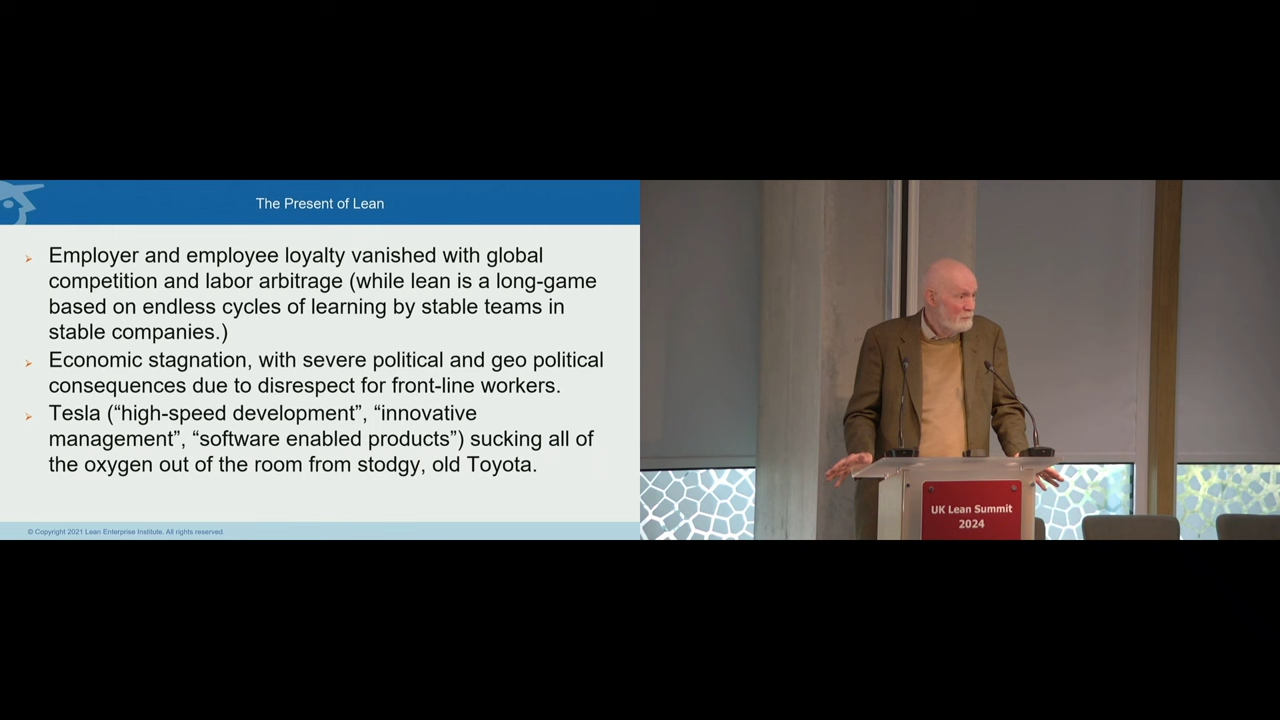 The Present of Lean
Employer and employee loyalty vanished with global
competition and labor arbitrage (while lean is a long-game
based on endless cycles of learning by stable teams in
stable companies.)
Economic stagnation, with severe political and geo political
consequences due to disrespect for front-line workers.
Tesla (“high-speed development”, “innovative
management”, “software enabled products”) sucking all of
the oxygen out of the room from stodgy, old Toyota.
© Copyright 2021 Lean Enterprise Institute. All rights reserved.
UK Lean Summit
2024